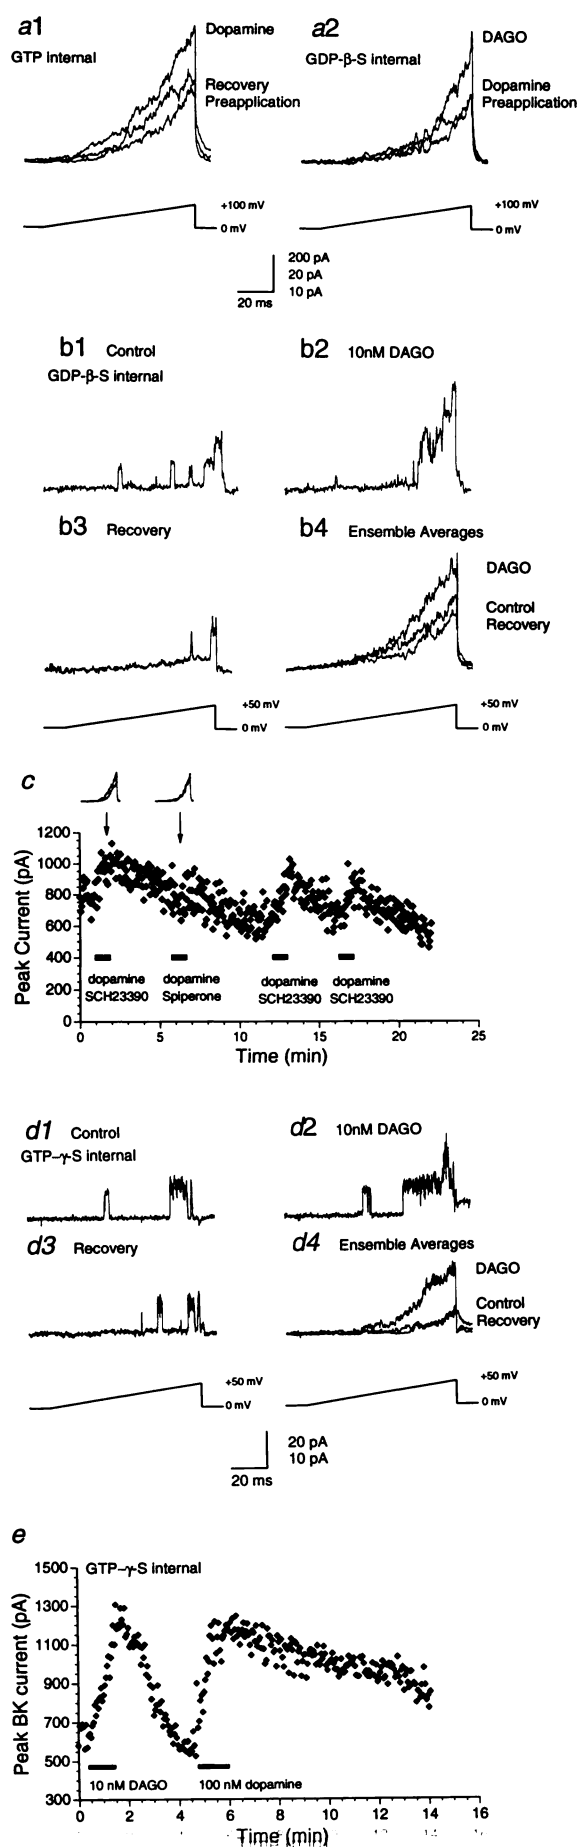 a1
GTP internal
Dopamine
Recovery
Preapplication
+100 mV
0 mV
a2
GDP-β-S internal
DAGO
Dopamine
Preapplication
+100 mV
0 mV
200 pA
20 pA
10 pA
20 ms
b1 Control
GDP-β-S internal
b2 10nM DAGO
b3 Recovery
b4 Ensemble Averages
DAGO
Control
Recovery
+50 mV
0 mV
+50 mV
0 mV
c
Peak Current (pA)
1200
1000
800
600
400
200
0
dopamine
SCH23390
dopamine
Spiperone
dopamine
SCH23390
dopamine
SCH23390
0 5 10 15 20 25
Time (min)
d1 Control
GTP-γ-S internal
d2 10nM DAGO
d3 Recovery
d4 Ensemble Averages
DAGO
Control
Recovery
+50 mV
0 mV
+50 mV
0 mV
20 pA
10 pA
20 ms
e
GTP-γ-S internal
Peak BK current (pA)
1500
1300
1100
900
700
500
300
10 nM DAGO
100 nM dopamine
0 2 4 6 8 10 12 14 16
Time (min)